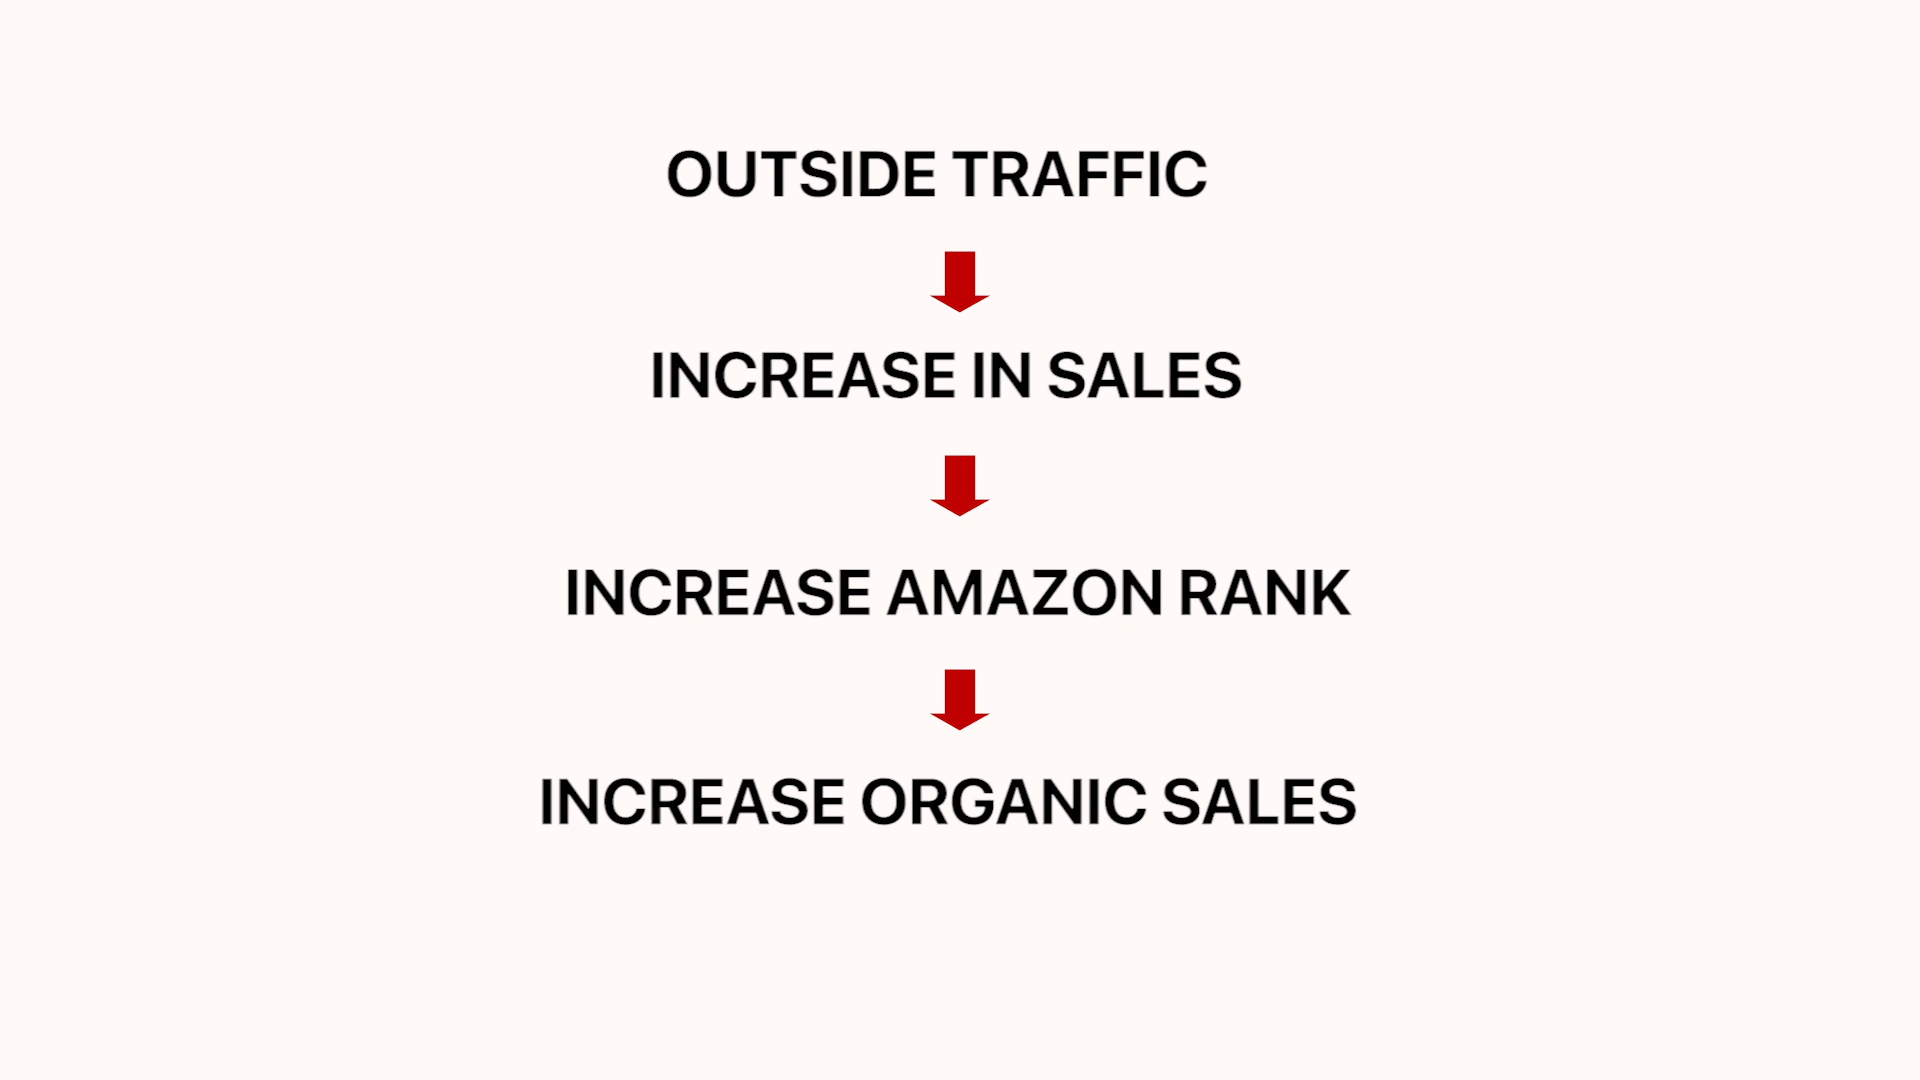 OUTSIDE TRAFFIC
INCREASE IN SALES
INCREASE AMAZON RANK
INCREASE ORGANIC SALES